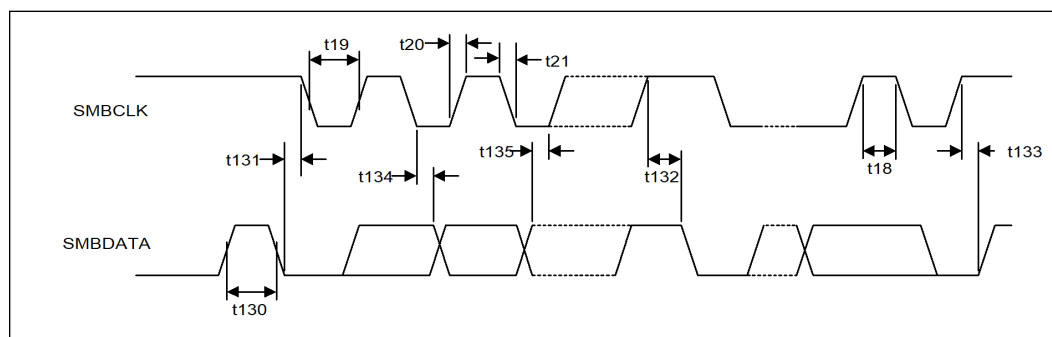 t19
t20
t21
SMBCLK
t131
t134
t135
t132
t18
t133
SMBDATA
t130